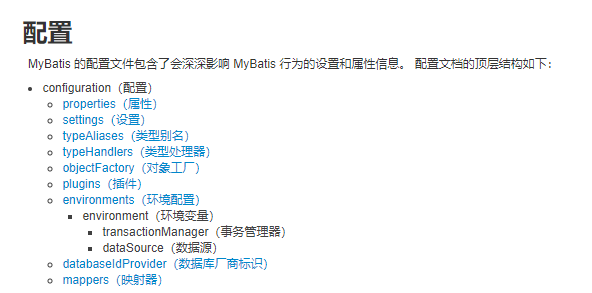 配置
MyBatis 的配置文件包含了会深深影响 MyBatis 行为的设置和属性信息。 配置文档的顶层结构如下：
configuration（配置）
properties（属性）
settings（设置）
typeAliases（类型别名）
typeHandlers（类型处理器）
objectFactory（对象工厂）
plugins（插件）
environments（环境配置）
environment（环境变量）
transactionManager（事务管理器）
dataSource（数据源）
databaseIdProvider（数据库厂商标识）
mappers（映射器）